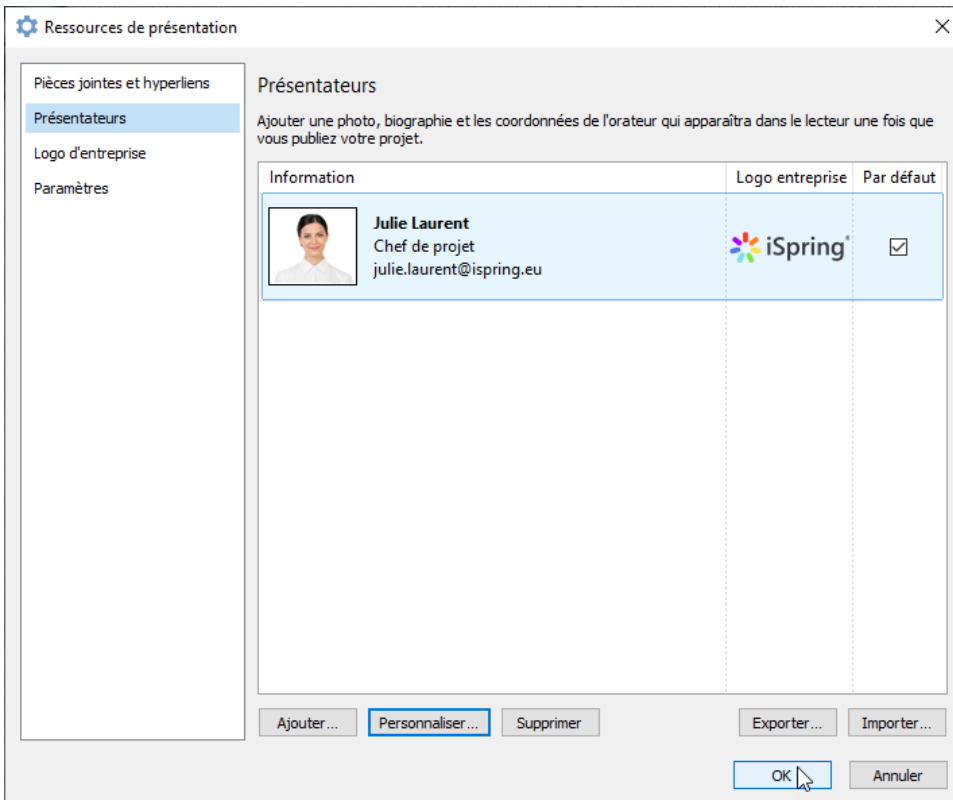 Ressources de présentation
Pièces jointes et hyperliens
Présentateurs
Logo d'entreprise
Paramètres
Présentateurs
Ajouter une photo, biographie et les coordonnées de l'orateur qui apparaîtra dans le lecteur une fois que
vous publiez votre projet.
Information Logo entreprise Par défaut
Julie Laurent
Chef de projet
julie.laurent@ispring.eu
iSpring
Ajouter... Personnaliser... Supprimer Exporter... Importer...
OK Annuler